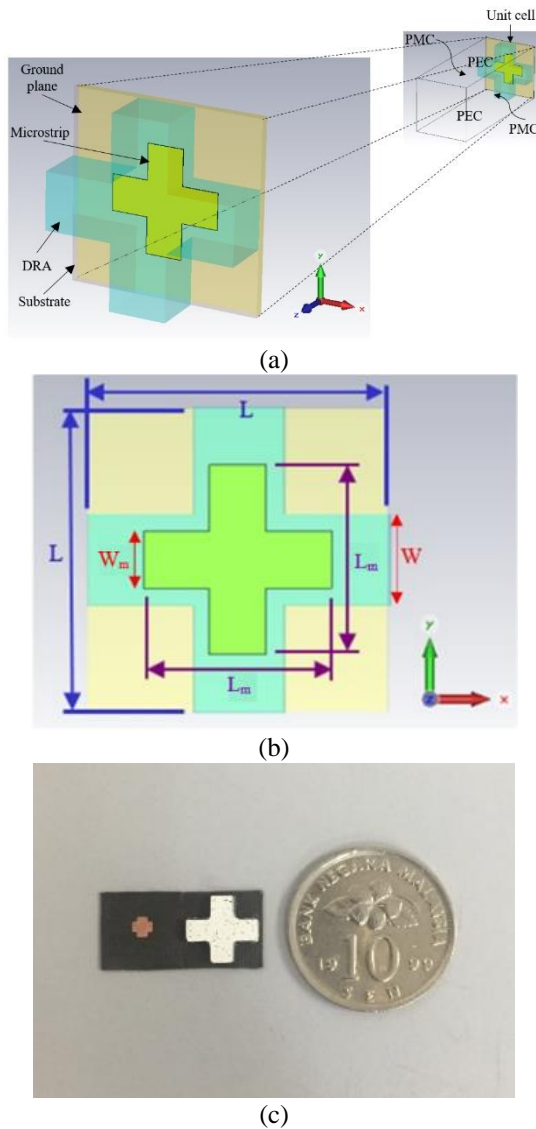 Unit cell
PMC
PEC
Ground
plane
Microstrip
PEC
PMC
DRA
Substrate
y
x
z
(a)
L
L
Wm
Lm
W
Lm
y
z
x
(b)
BANK NEGARA MALAYSIA
10
19 99
SEN
(c)